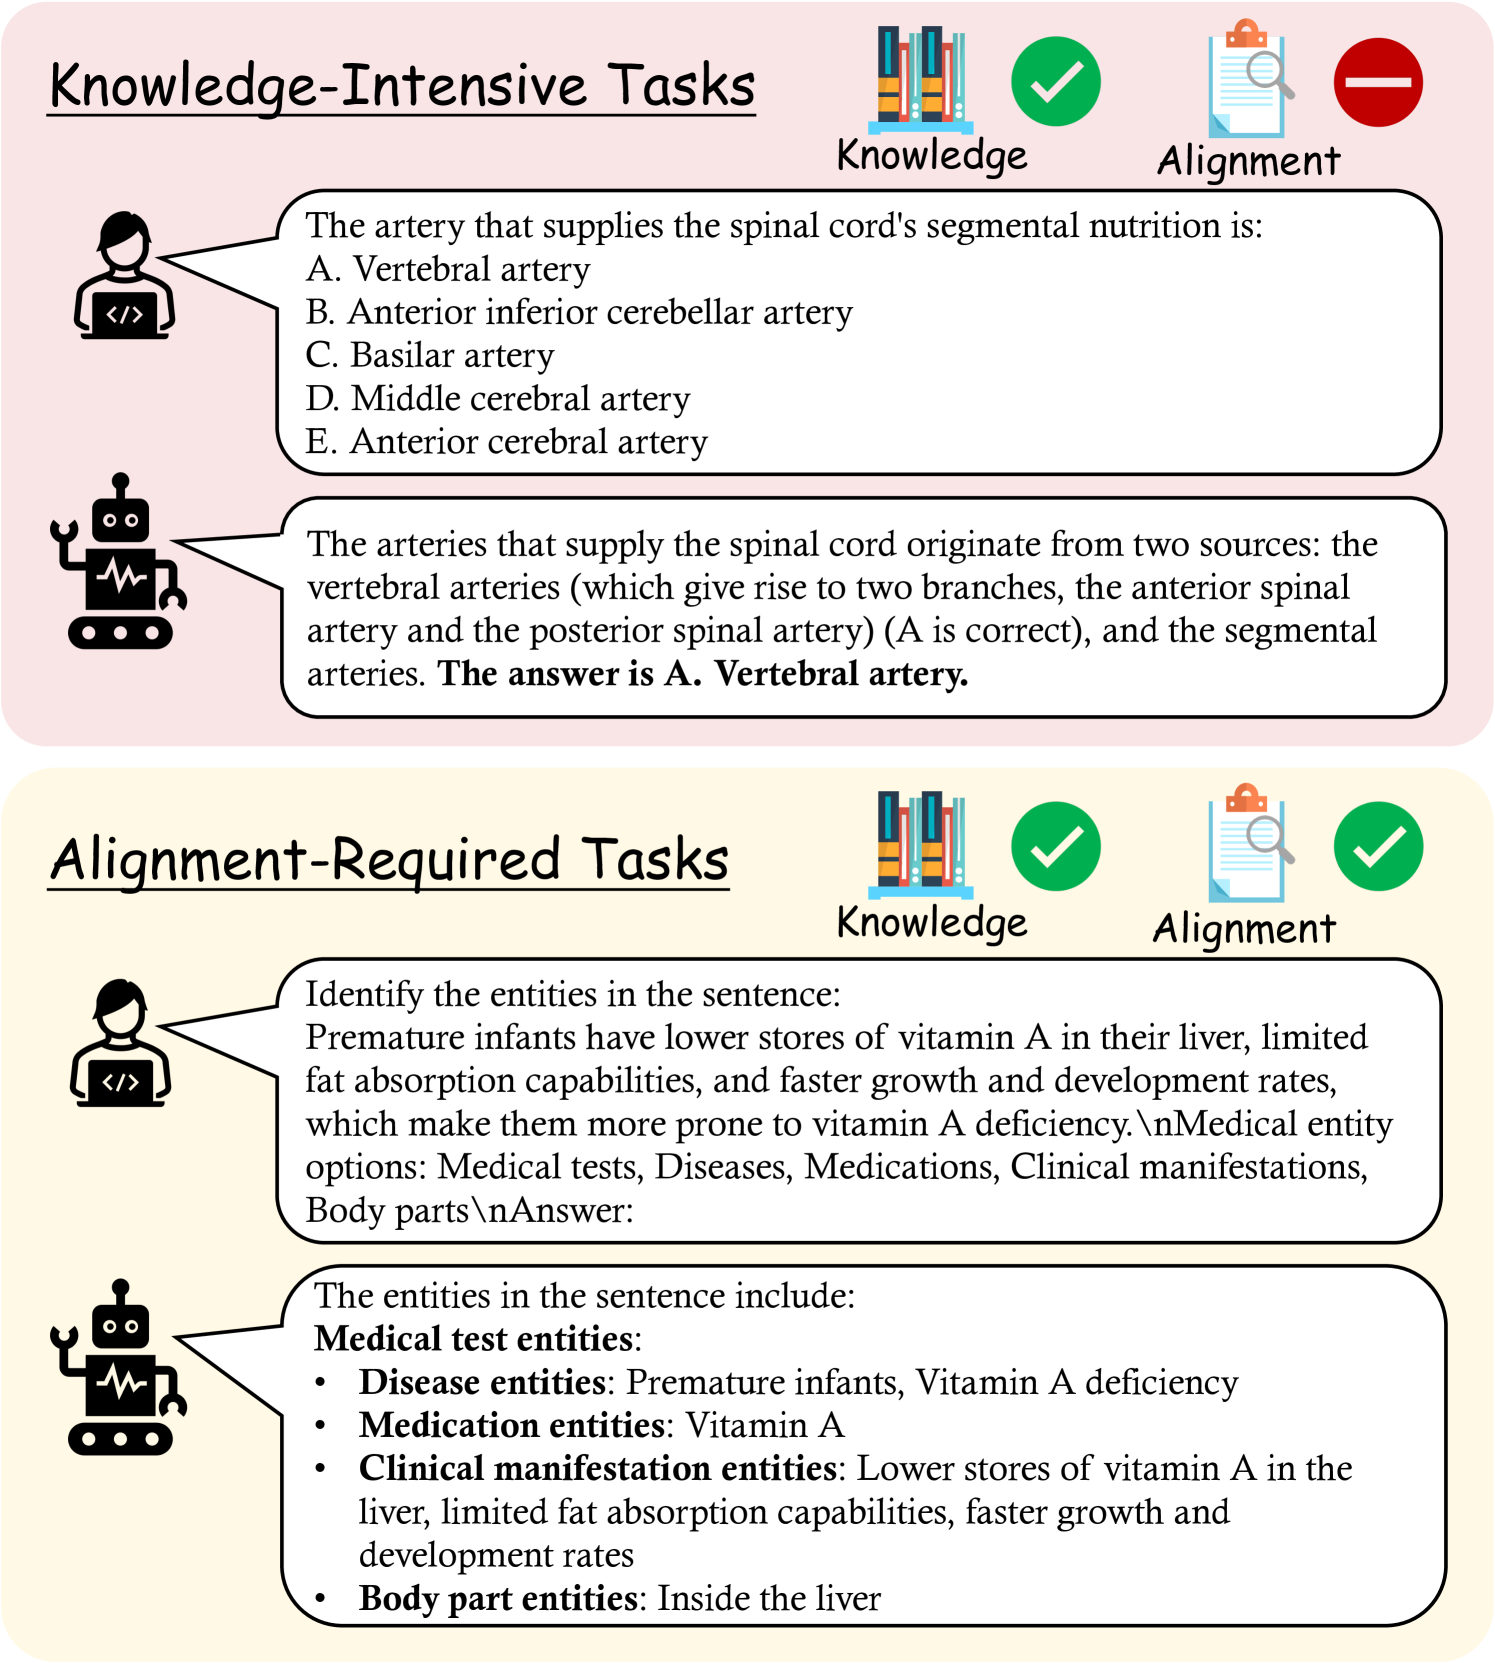 Knowledge-Intensive Tasks
Knowledge
Alignment
The artery that supplies the spinal cord's segmental nutrition is:
A. Vertebral artery
B. Anterior inferior cerebellar artery
C. Basilar artery
D. Middle cerebral artery
E. Anterior cerebral artery
</>
The arteries that supply the spinal cord originate from two sources: the
vertebral arteries (which give rise to two branches, the anterior spinal
artery and the posterior spinal artery) (A is correct), and the segmental
arteries. The answer is A. Vertebral artery.
Alignment-Required Tasks
Knowledge
Alignment
Identify the entities in the sentence:
Premature infants have lower stores of vitamin A in their liver, limited
fat absorption capabilities, and faster growth and development rates,
which make them more prone to vitamin A deficiency.\nMedical entity
options: Medical tests, Diseases, Medications, Clinical manifestations,
Body parts\nAnswer:
</>
The entities in the sentence include:
Medical test entities:
• Disease entities: Premature infants, Vitamin A deficiency
• Medication entities: Vitamin A
• Clinical manifestation entities: Lower stores of vitamin A in the
liver, limited fat absorption capabilities, faster growth and
development rates
• Body part entities: Inside the liver